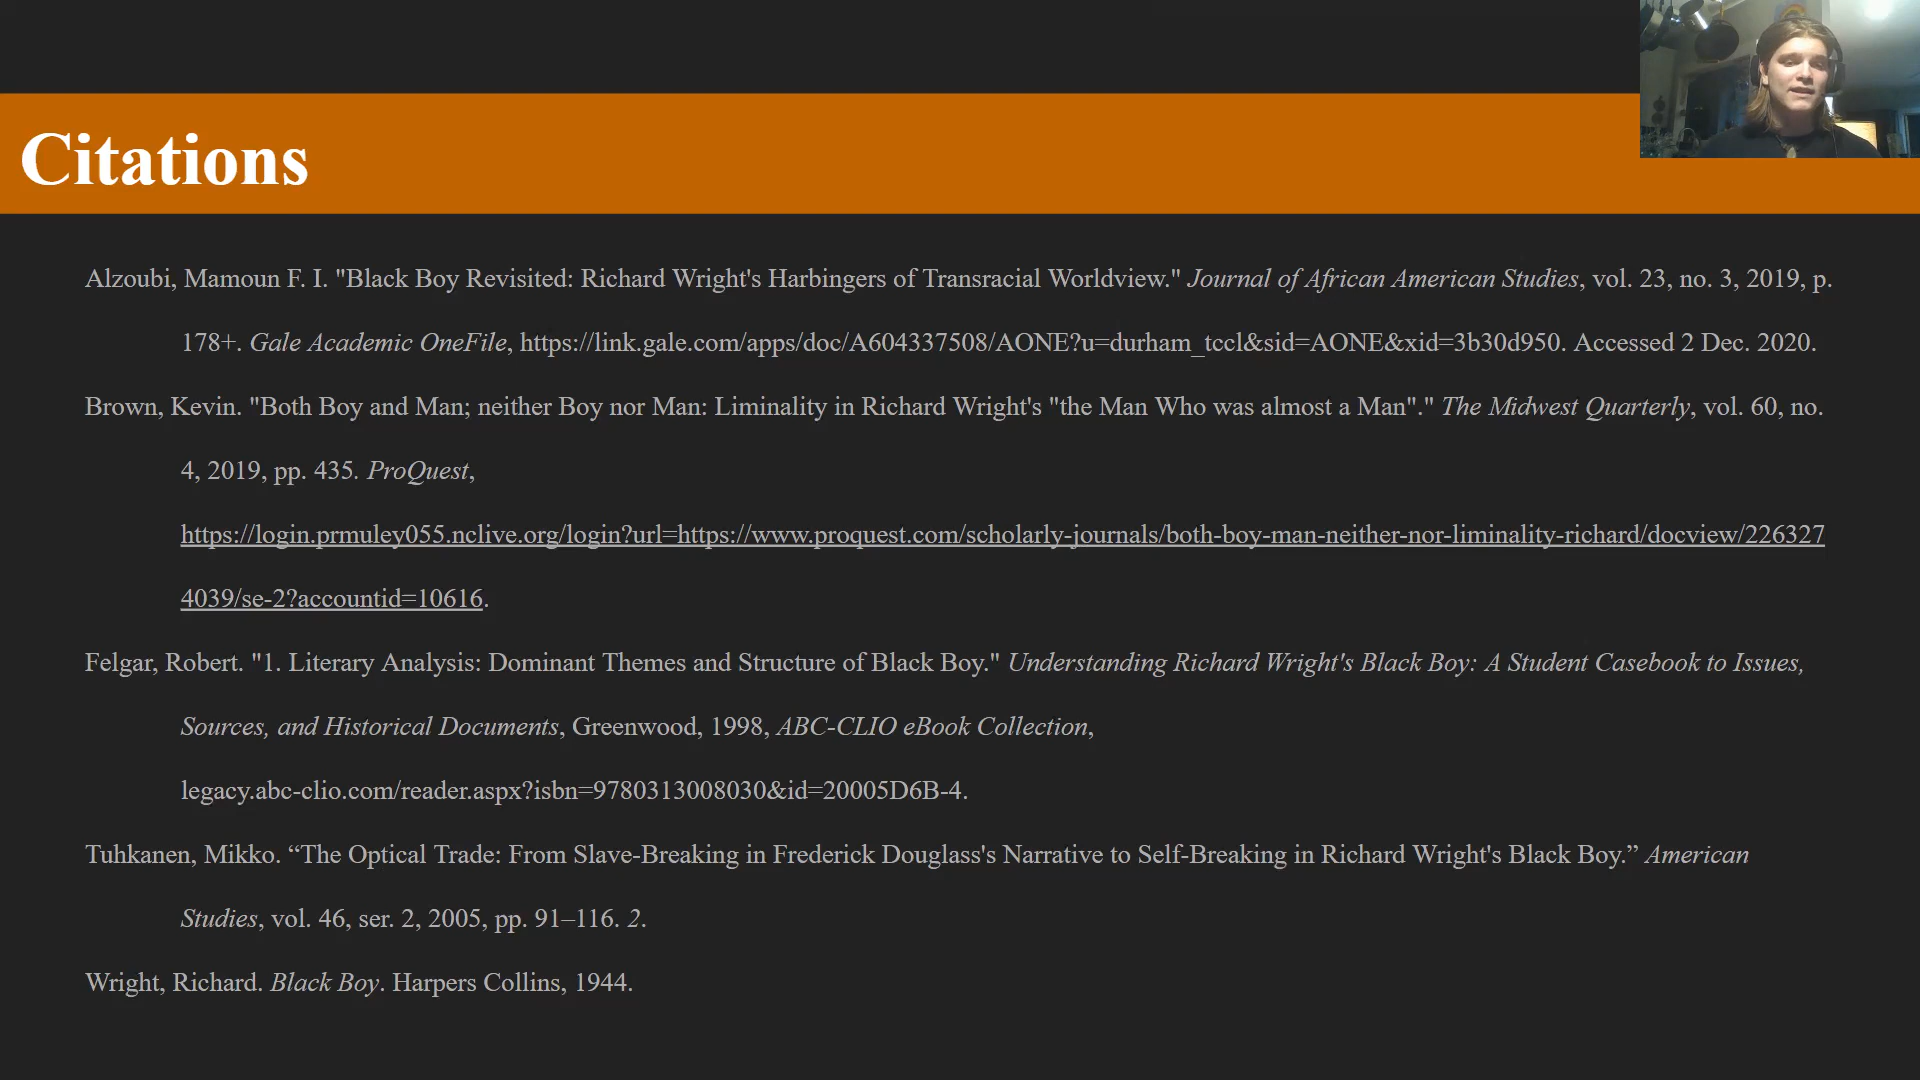 Citations
Alzoubi, Mamoun F. I. "Black Boy Revisited: Richard Wright's Harbingers of Transracial Worldview." Journal of African American Studies, vol. 23, no. 3, 2019, p.
178+. Gale Academic OneFile, https://link.gale.com/apps/doc/A604337508/AONE?u=durham_tccl&sid=AONE&xid=3b30d950. Accessed 2 Dec. 2020.
Brown, Kevin. "Both Boy and Man; neither Boy nor Man: Liminality in Richard Wright's "the Man Who was almost a Man"." The Midwest Quarterly, vol. 60, no.
4, 2019, pp. 435. ProQuest,
https://login.prmuley055.nclive.org/login?url=https://www.proquest.com/scholarly-journals/both-boy-man-neither-nor-liminality-richard/docview/226327
4039/se-2?accountid=10616.
Felgar, Robert. "1. Literary Analysis: Dominant Themes and Structure of Black Boy." Understanding Richard Wright's Black Boy: A Student Casebook to Issues,
Sources, and Historical Documents, Greenwood, 1998, ABC-CLIO eBook Collection,
legacy.abc-clio.com/reader.aspx?isbn=9780313008030&id=20005D6B-4.
Tuhkanen, Mikko. “The Optical Trade: From Slave-Breaking in Frederick Douglass's Narrative to Self-Breaking in Richard Wright's Black Boy.” American
Studies, vol. 46, ser. 2, 2005, pp. 91–116. 2.
Wright, Richard. Black Boy. Harpers Collins, 1944.